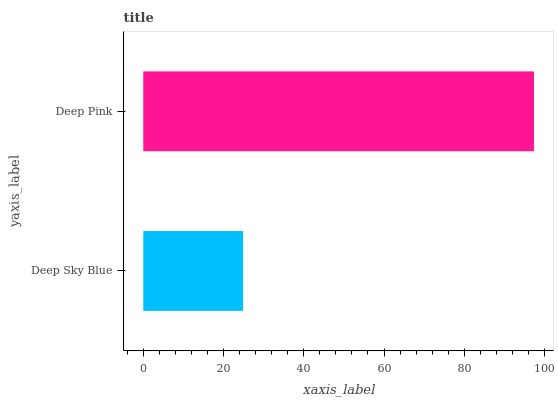 title
yaxis_label
Deep Pink
Deep Sky Blue
0 20 40 60 80 100
xaxis_label